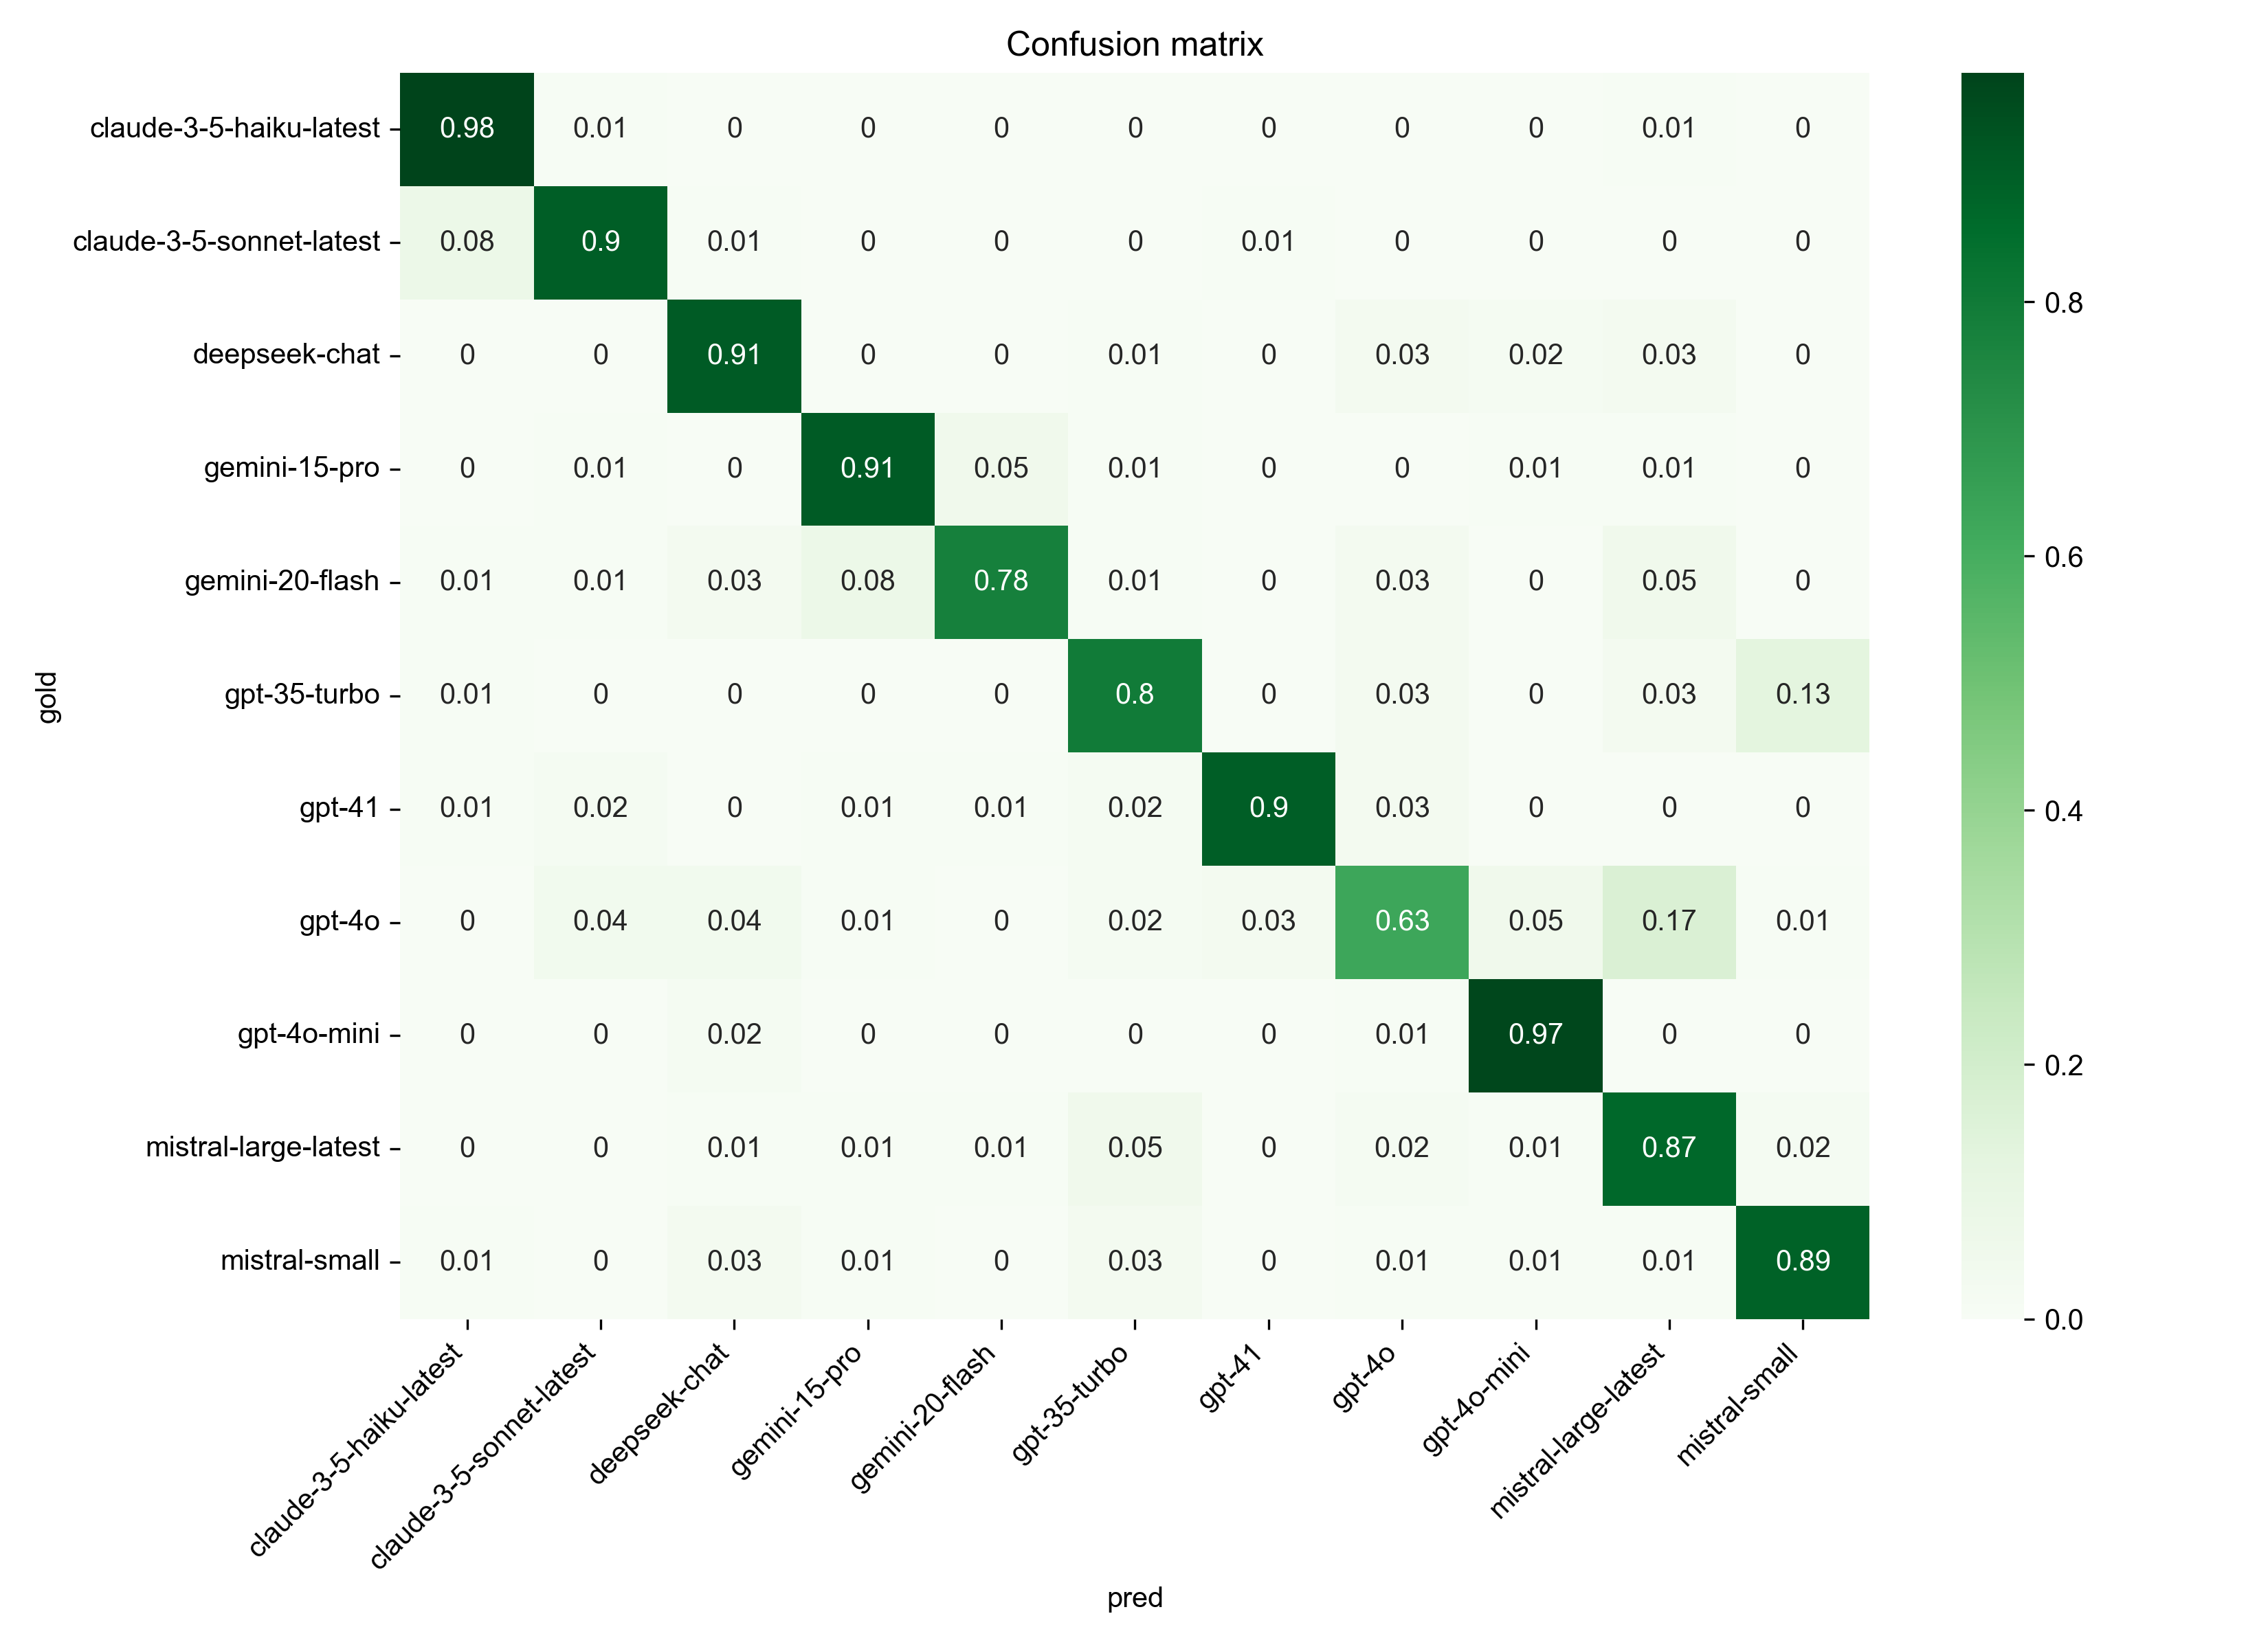 Confusion matrix
claude-3-5-haiku-latest 0.98 0.01 0 0 0 0 0 0 0 0.01 0
claude-3-5-sonnet-latest 0.08 0.9 0.01 0 0 0 0.01 0 0 0 0
deepseek-chat 0 0 0.91 0 0 0.01 0 0.03 0.02 0.03 0
gemini-15-pro 0 0.01 0 0.91 0.05 0.01 0 0 0.01 0.01 0
gemini-20-flash 0.01 0.01 0.03 0.08 0.78 0.01 0 0.03 0 0.05 0
gpt-35-turbo 0.01 0 0 0 0 0.8 0 0.03 0 0.03 0.13
gpt-41 0.01 0.02 0 0.01 0.01 0.02 0.9 0.03 0 0 0
gpt-4o 0 0.04 0.04 0.01 0 0.02 0.03 0.63 0.05 0.17 0.01
gpt-4o-mini 0 0 0.02 0 0 0 0 0.01 0.97 0 0
mistral-large-latest 0 0 0.01 0.01 0.01 0.05 0 0.02 0.01 0.87 0.02
mistral-small 0.01 0 0.03 0.01 0 0.03 0 0.01 0.01 0.01 0.89
gold
claude-3-5-haiku-latest
claude-3-5-sonnet-latest
deepseek-chat
gemini-15-pro
gemini-20-flash
gpt-35-turbo
gpt-41
gpt-4o
gpt-4o-mini
mistral-large-latest
mistral-small
pred
0.8
0.6
0.4
0.2
0.0